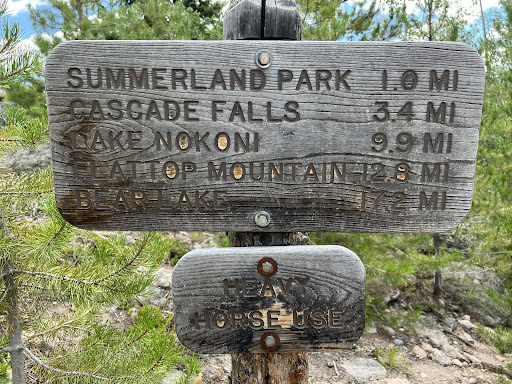 SUMMERLAND PARK 1.0 MI
CASCADE FALLS 3.4 MI
LAKE NOKONI 9.9 MI
FLATTOP MOUNTAIN 12.8 MI
BEAR LAKE 17.2 MI
HEAVY
HORSE USE